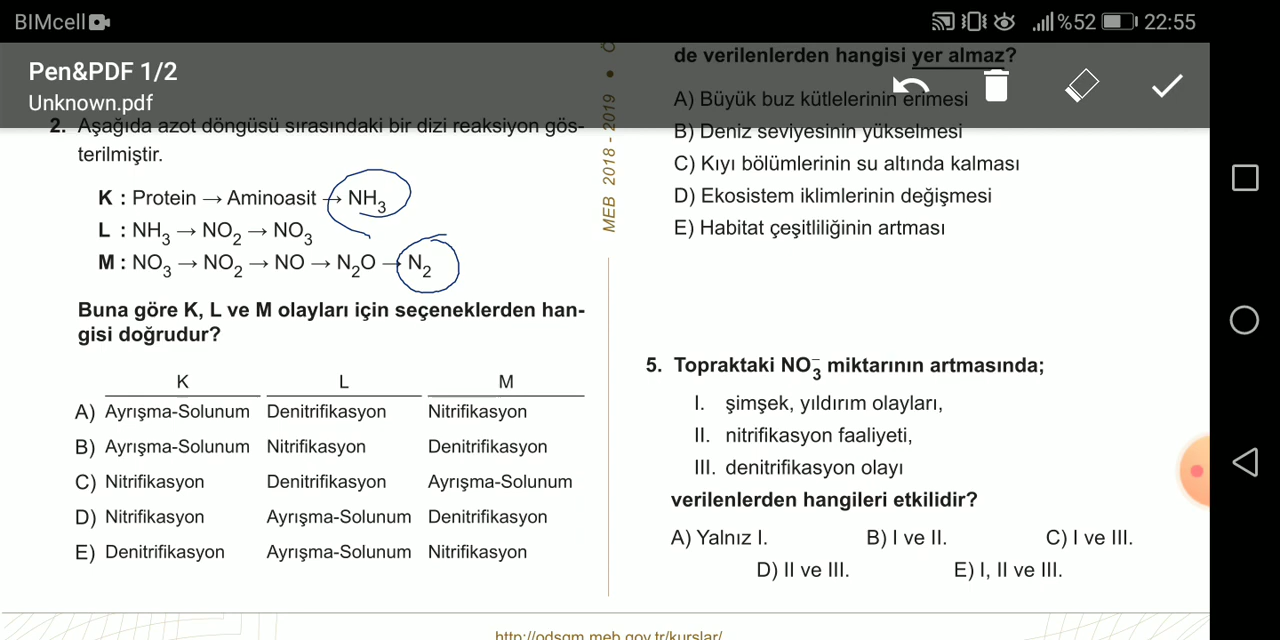 BIMcell %52 22:55
Pen&PDF 1/2
Unknown.pdf
2. Aşağıda azot döngüsü sırasındaki bir dizi reaksiyon gös-
terilmiştir.
K : Protein → Aminoasit → NH3
L : NH3 → NO2 → NO3
M : NO3 → NO2 → NO → N2O → N2
Buna göre K, L ve M olayları için seçeneklerden han-
gisi doğrudur?
K L M
A) Ayrışma-Solunum Denitrifikasyon Nitrifikasyon
B) Ayrışma-Solunum Nitrifikasyon Denitrifikasyon
C) Nitrifikasyon Denitrifikasyon Ayrışma-Solunum
D) Nitrifikasyon Ayrışma-Solunum Denitrifikasyon
E) Denitrifikasyon Ayrışma-Solunum Nitrifikasyon
MEB 2018 - 2019 ●
de verilenlerden hangisi yer almaz?
A) Büyük buz kütlelerinin erimesi
B) Deniz seviyesinin yükselmesi
C) Kıyı bölümlerinin su altında kalması
D) Ekosistem iklimlerinin değişmesi
E) Habitat çeşitliliğinin artması
5. Topraktaki NO3⁻ miktarının artmasında;
I. şimşek, yıldırım olayları,
II. nitrifikasyon faaliyeti,
III. denitrifikasyon olayı
verilenlerden hangileri etkilidir?
A) Yalnız I. B) I ve II. C) I ve III.
D) II ve III. E) I, II ve III.
http://odsgm.meb.gov.tr/kurslar/